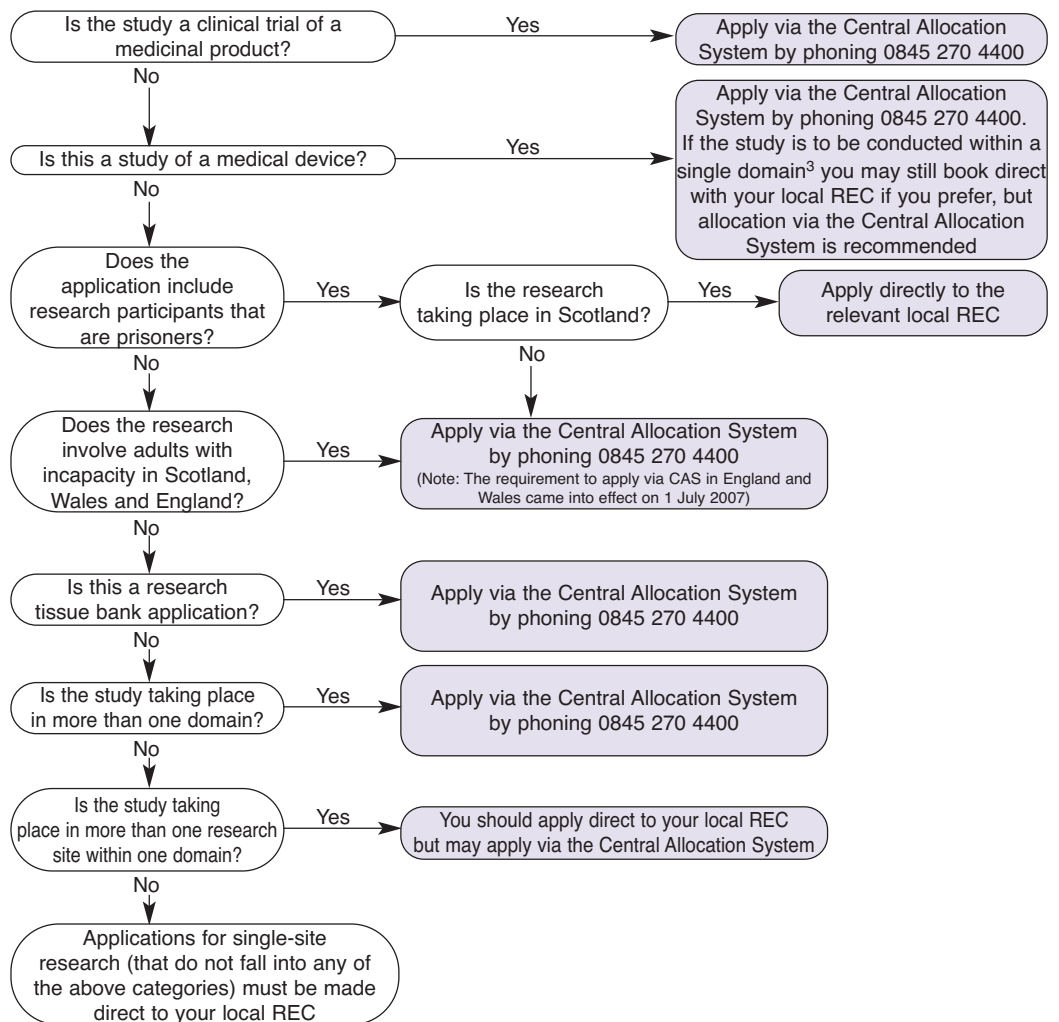 Is the study a clinical trial of a
medicinal product?
Yes
Apply via the Central Allocation
System by phoning 0845 270 4400
No
Is this a study of a medical device?
Yes
Apply via the Central Allocation
System by phoning 0845 270 4400.
If the study is to be conducted within a
single domain³ you may still book direct
with your local REC if you prefer, but
allocation via the Central Allocation
System is recommended
No
Does the
application include
research participants that
are prisoners?
Yes
Is the research
taking place in Scotland?
Yes
Apply directly to the
relevant local REC
No
No
Does the research
involve adults with
incapacity in Scotland,
Wales and England?
Yes
Apply via the Central Allocation System
by phoning 0845 270 4400
(Note: The requirement to apply via CAS in England and
Wales came into effect on 1 July 2007)
No
Is this a research
tissue bank application?
Yes
Apply via the Central Allocation System
by phoning 0845 270 4400
No
Is the study taking place
in more than one domain?
Yes
Apply via the Central Allocation System
by phoning 0845 270 4400
No
Is the study taking
place in more than one research
site within one domain?
Yes
You should apply direct to your local REC
but may apply via the Central Allocation System
No
Applications for single-site
research (that do not fall into any of
the above categories) must be made
direct to your local REC